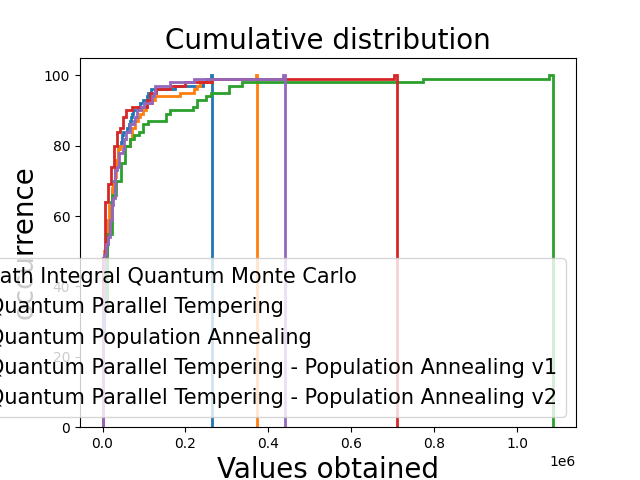 Cumulative distribution
100
80
60
40
20
0
occurrence
ath Integral Quantum Monte Carlo
Quantum Parallel Tempering
Quantum Population Annealing
Quantum Parallel Tempering - Population Annealing v1
Quantum Parallel Tempering - Population Annealing v2
0.0 0.2 0.4 0.6 0.8 1.0
1e6
Values obtained